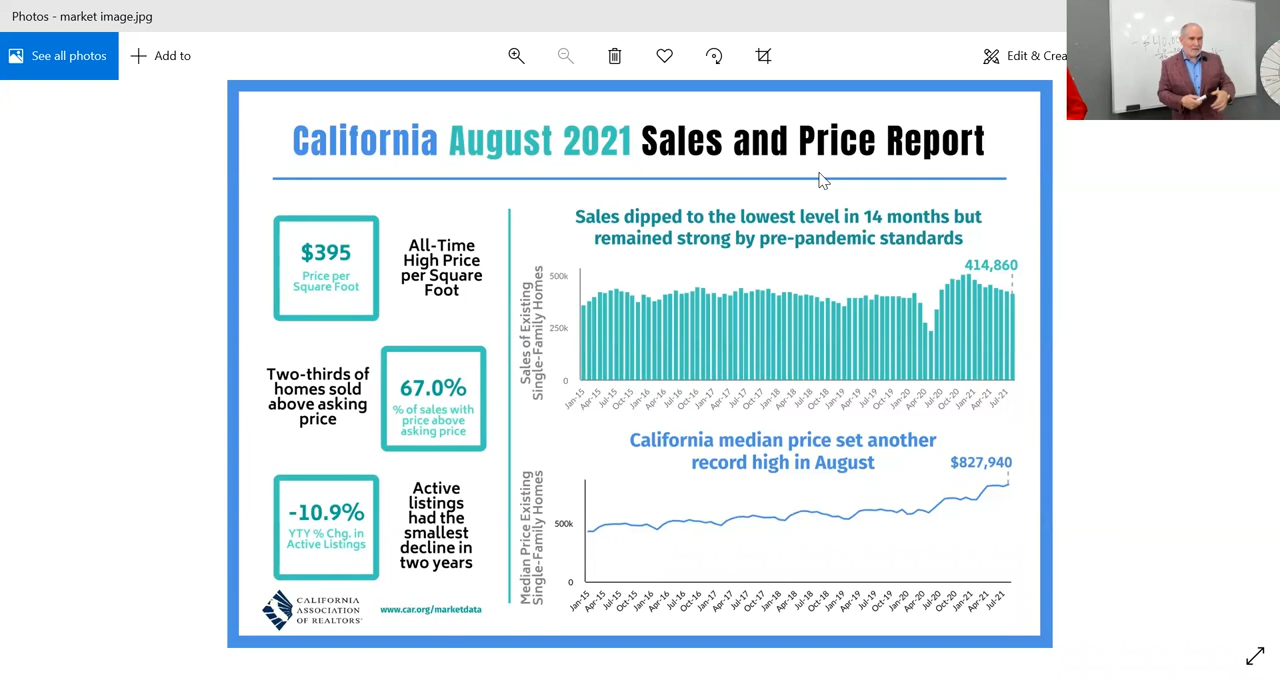 Photos - market image.jpg
See all photos
Add to
Edit & Crea
California August 2021 Sales and Price Report
$395
Price per
Square Foot
All-Time
High Price
per Square
Foot
Two-thirds of
homes sold
above asking
price
67.0%
% of sales with
price above
asking price
-10.9%
YTY % Chg. in
Active Listings
Active
listings
had the
smallest
decline in
two years
CALIFORNIA
ASSOCIATION
OF REALTORS®
www.car.org/marketdata
Sales dipped to the lowest level in 14 months but
remained strong by pre-pandemic standards
414,860
Sales of Existing
Single-Family Homes
500k
250k
0
Jan-15 Apr-15 Jul-15 Oct-15 Jan-16 Apr-16 Jul-16 Oct-16 Jan-17 Apr-17 Jul-17 Oct-17 Jan-18 Apr-18 Jul-18 Oct-18 Jan-19 Apr-19 Jul-19 Oct-19 Jan-20 Apr-20 Jul-20 Oct-20 Jan-21 Apr-21 Jul-21
California median price set another
record high in August
$827,940
Median Price Existing
Single-Family Homes
500k
0
Jan-15 Apr-15 Jul-15 Oct-15 Jan-16 Apr-16 Jul-16 Oct-16 Jan-17 Apr-17 Jul-17 Oct-17 Jan-18 Apr-18 Jul-18 Oct-18 Jan-19 Apr-19 Jul-19 Oct-19 Jan-20 Apr-20 Jul-20 Oct-20 Jan-21 Apr-21 Jul-21